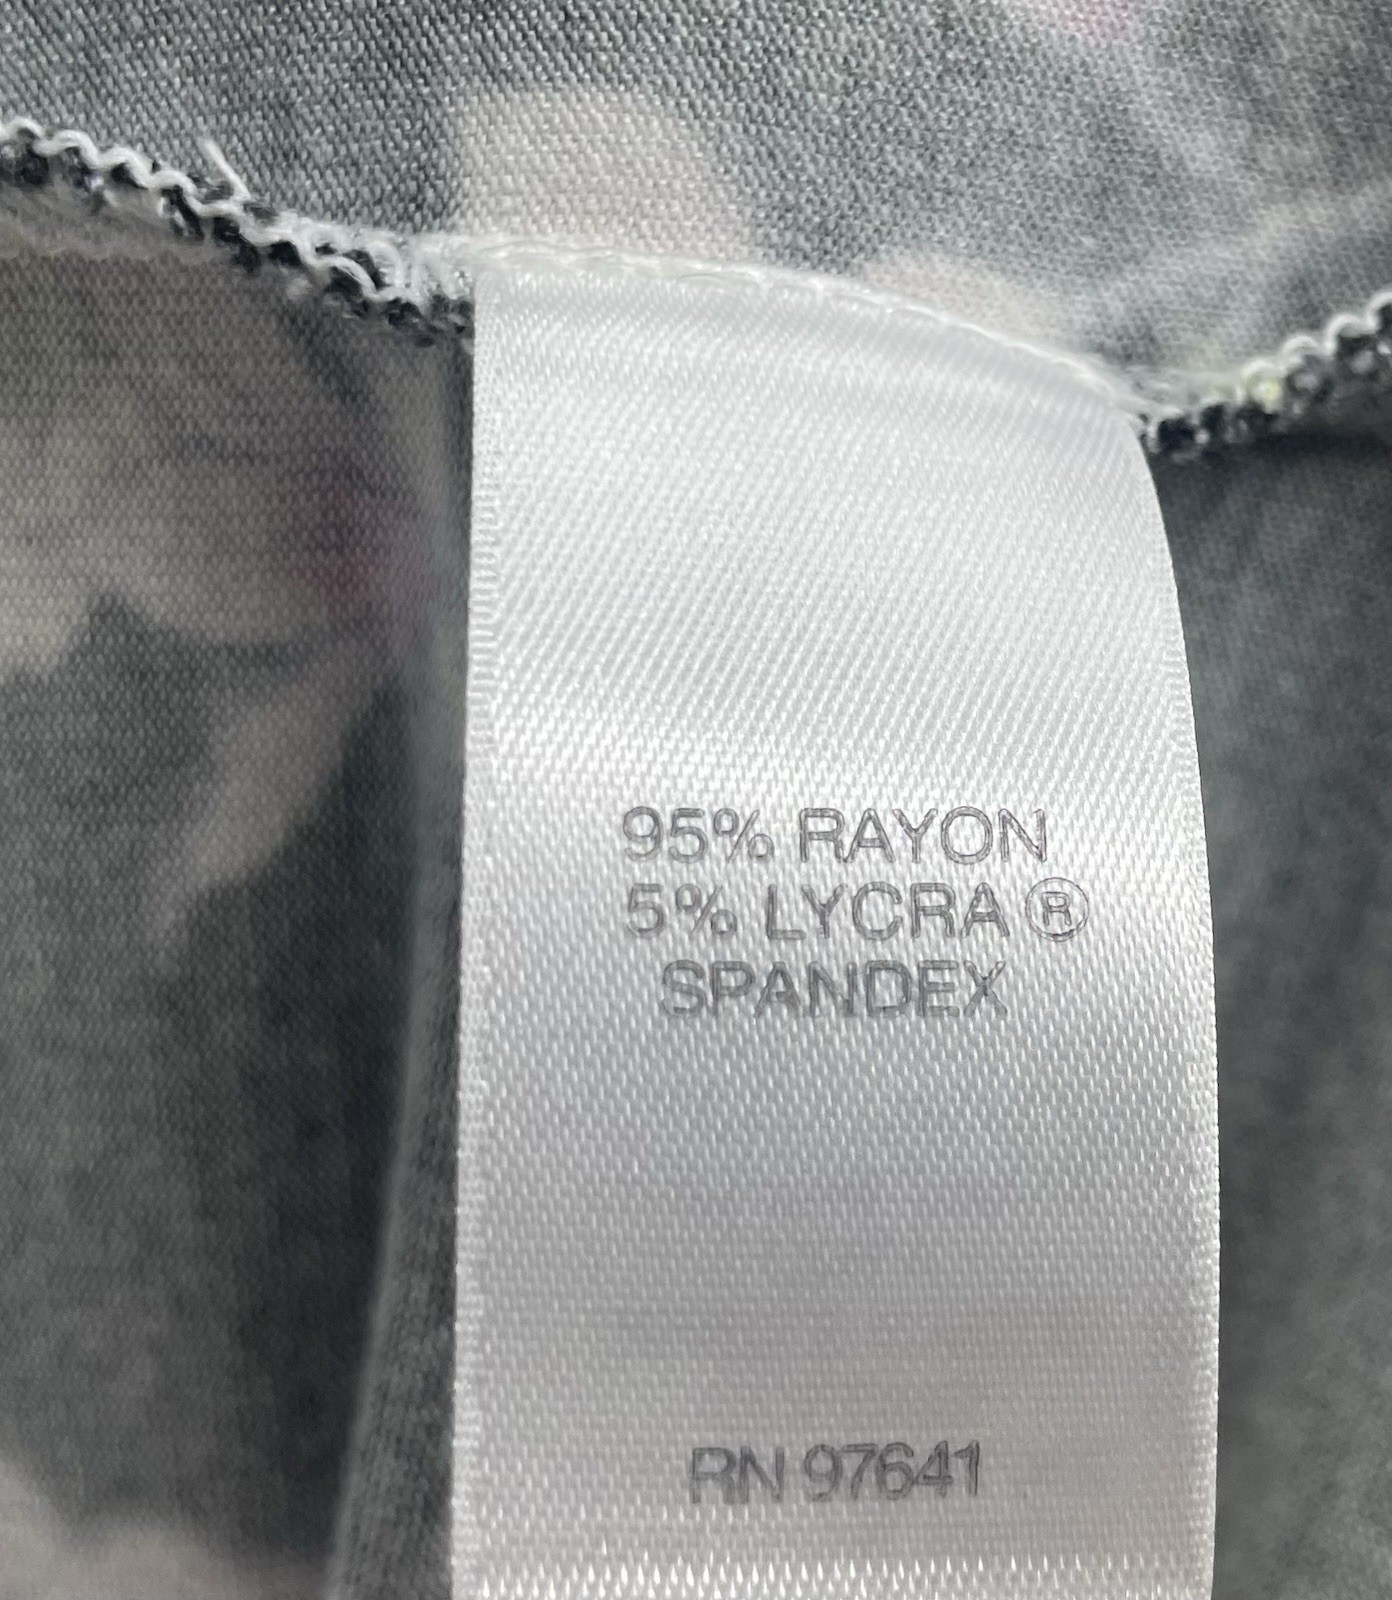 95% RAYON
5% LYCRA®
SPANDEX
RN 97641